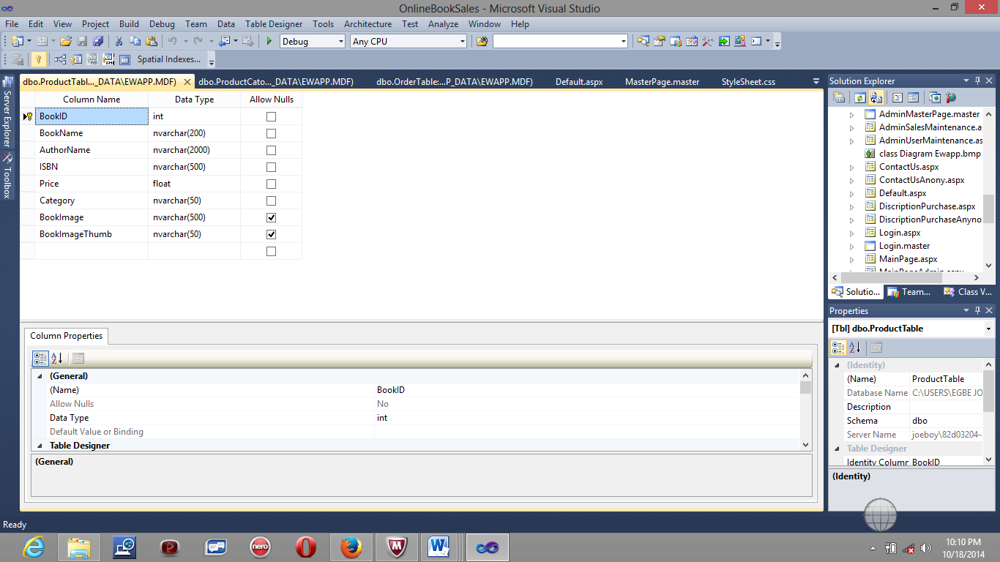 OnlineBookSales - Microsoft Visual Studio
File Edit View Project Build Debug Team Data Table Designer Tools Architecture Test Analyze Window Help
Debug Any CPU
Spatial Indexes...
Server Explorer
Toolbox
dbo.ProductTabl..._DATA\EWAPP.MDF) dbo.ProductCato..._DATA\EWAPP.MDF) dbo.OrderTable:...P_DATA\EWAPP.MDF) Default.aspx MasterPage.master StyleSheet.css
Column Name Data Type Allow Nulls
BookID int
BookName nvarchar(200)
AuthorName nvarchar(2000)
ISBN nvarchar(500)
Price float
Category nvarchar(50)
BookImage nvarchar(500)
BookImageThumb nvarchar(50)
Column Properties
(General)
(Name) BookID
Allow Nulls No
Data Type int
Default Value or Binding
Table Designer
(General)
Solution Explorer
AdminMasterPage.master
AdminSalesMaintenance.as
AdminUserMaintenance.as
class Diagram Ewapp.bmp
ContactUs.aspx
ContactUsAnony.aspx
Default.aspx
DiscriptionPurchase.aspx
DiscriptionPurchaseAnyno
Login.aspx
Login.master
MainPage.aspx
MainPageAdmin.aspx
Solutio... Team... Class V...
Properties
[Tbl] dbo.ProductTable
(Identity)
(Name) ProductTable
Database Name C:\USERS\EGBE JO
Description
Schema dbo
Server Name joeboy\82d03204-
Table Designer
Identity Column BookID
(Identity)
Ready
nero
W
10:10 PM
10/18/2014